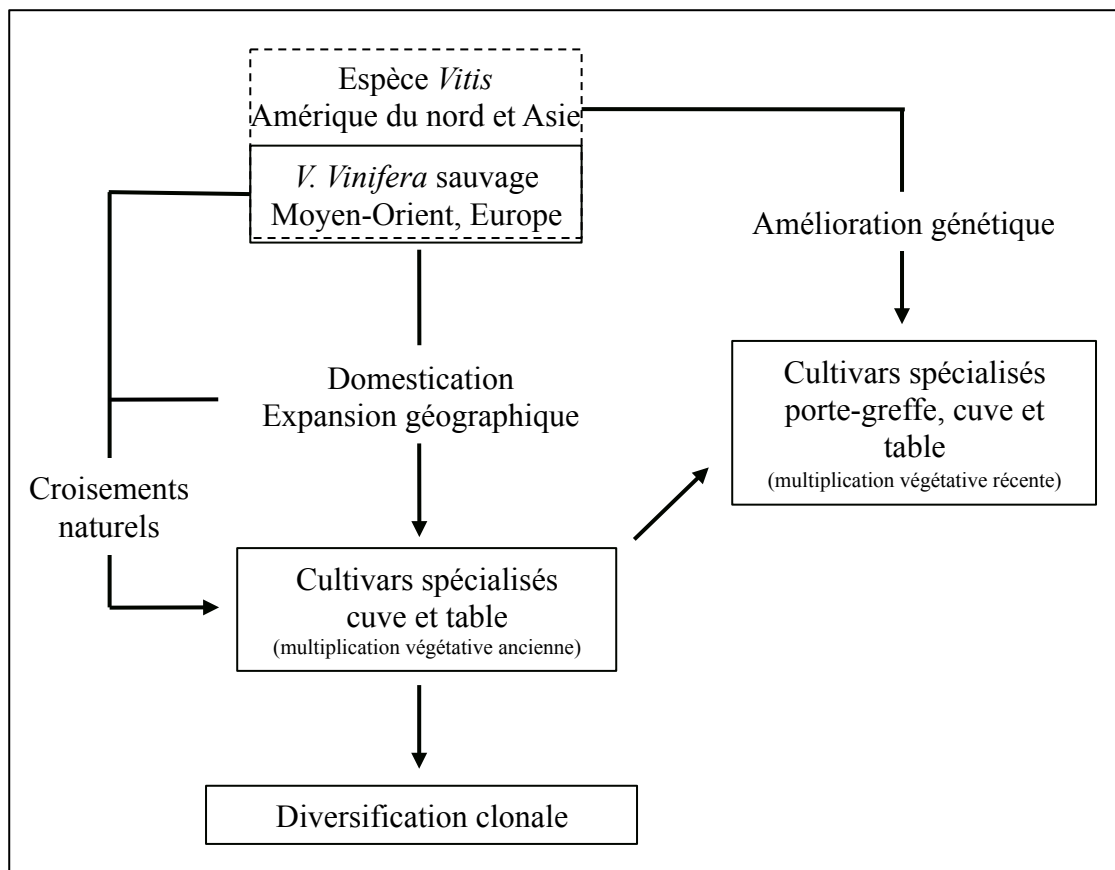 Espèce Vitis
Amérique du nord et Asie
V. Vinifera sauvage
Moyen-Orient, Europe
Amélioration génétique
Domestication
Expansion géographique
Cultivars spécialisés
porte-greffe, cuve et
table
(multiplication végétative récente)
Croisements
naturels
Cultivars spécialisés
cuve et table
(multiplication végétative ancienne)
Diversification clonale